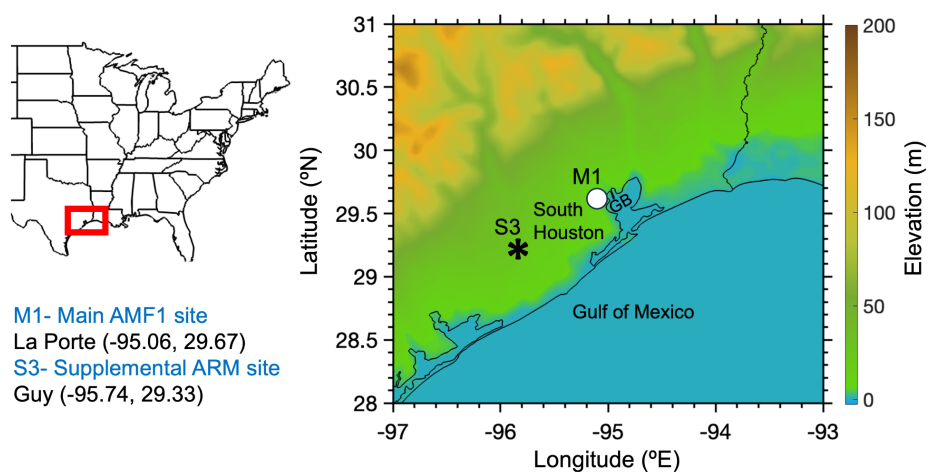 M1- Main AMF1 site
La Porte (-95.06, 29.67)
S3- Supplemental ARM site
Guy (-95.74, 29.33)
Latitude (ºN)
31
30.5
30
29.5
29
28.5
28
-97
-96
-95
-94
-93
Longitude (ºE)
M1
GB
South
Houston
S3
*
Gulf of Mexico
200
150
100
50
0
Elevation (m)